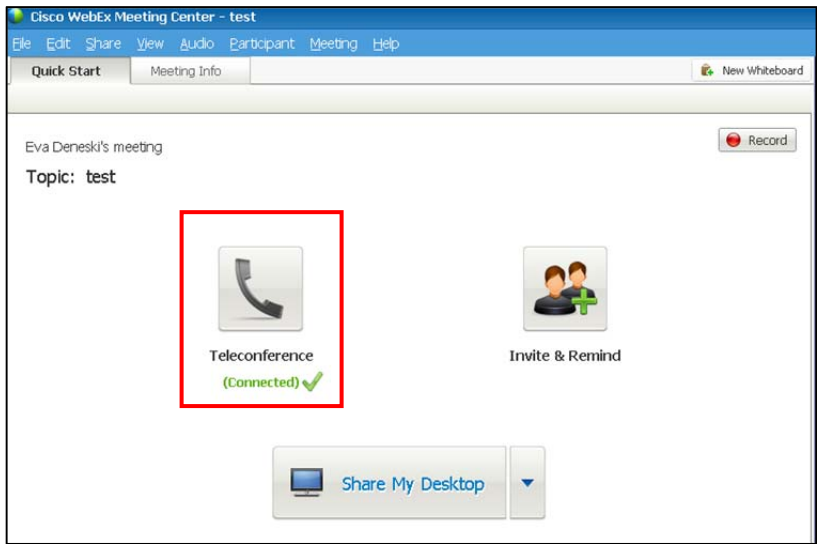 Cisco WebEx Meeting Center - test
File Edit Share View Audio Participant Meeting Help
Quick Start Meeting Info New Whiteboard
Record
Eva Deneski's meeting
Topic: test
Teleconference Invite & Remind
(Connected)
Share My Desktop